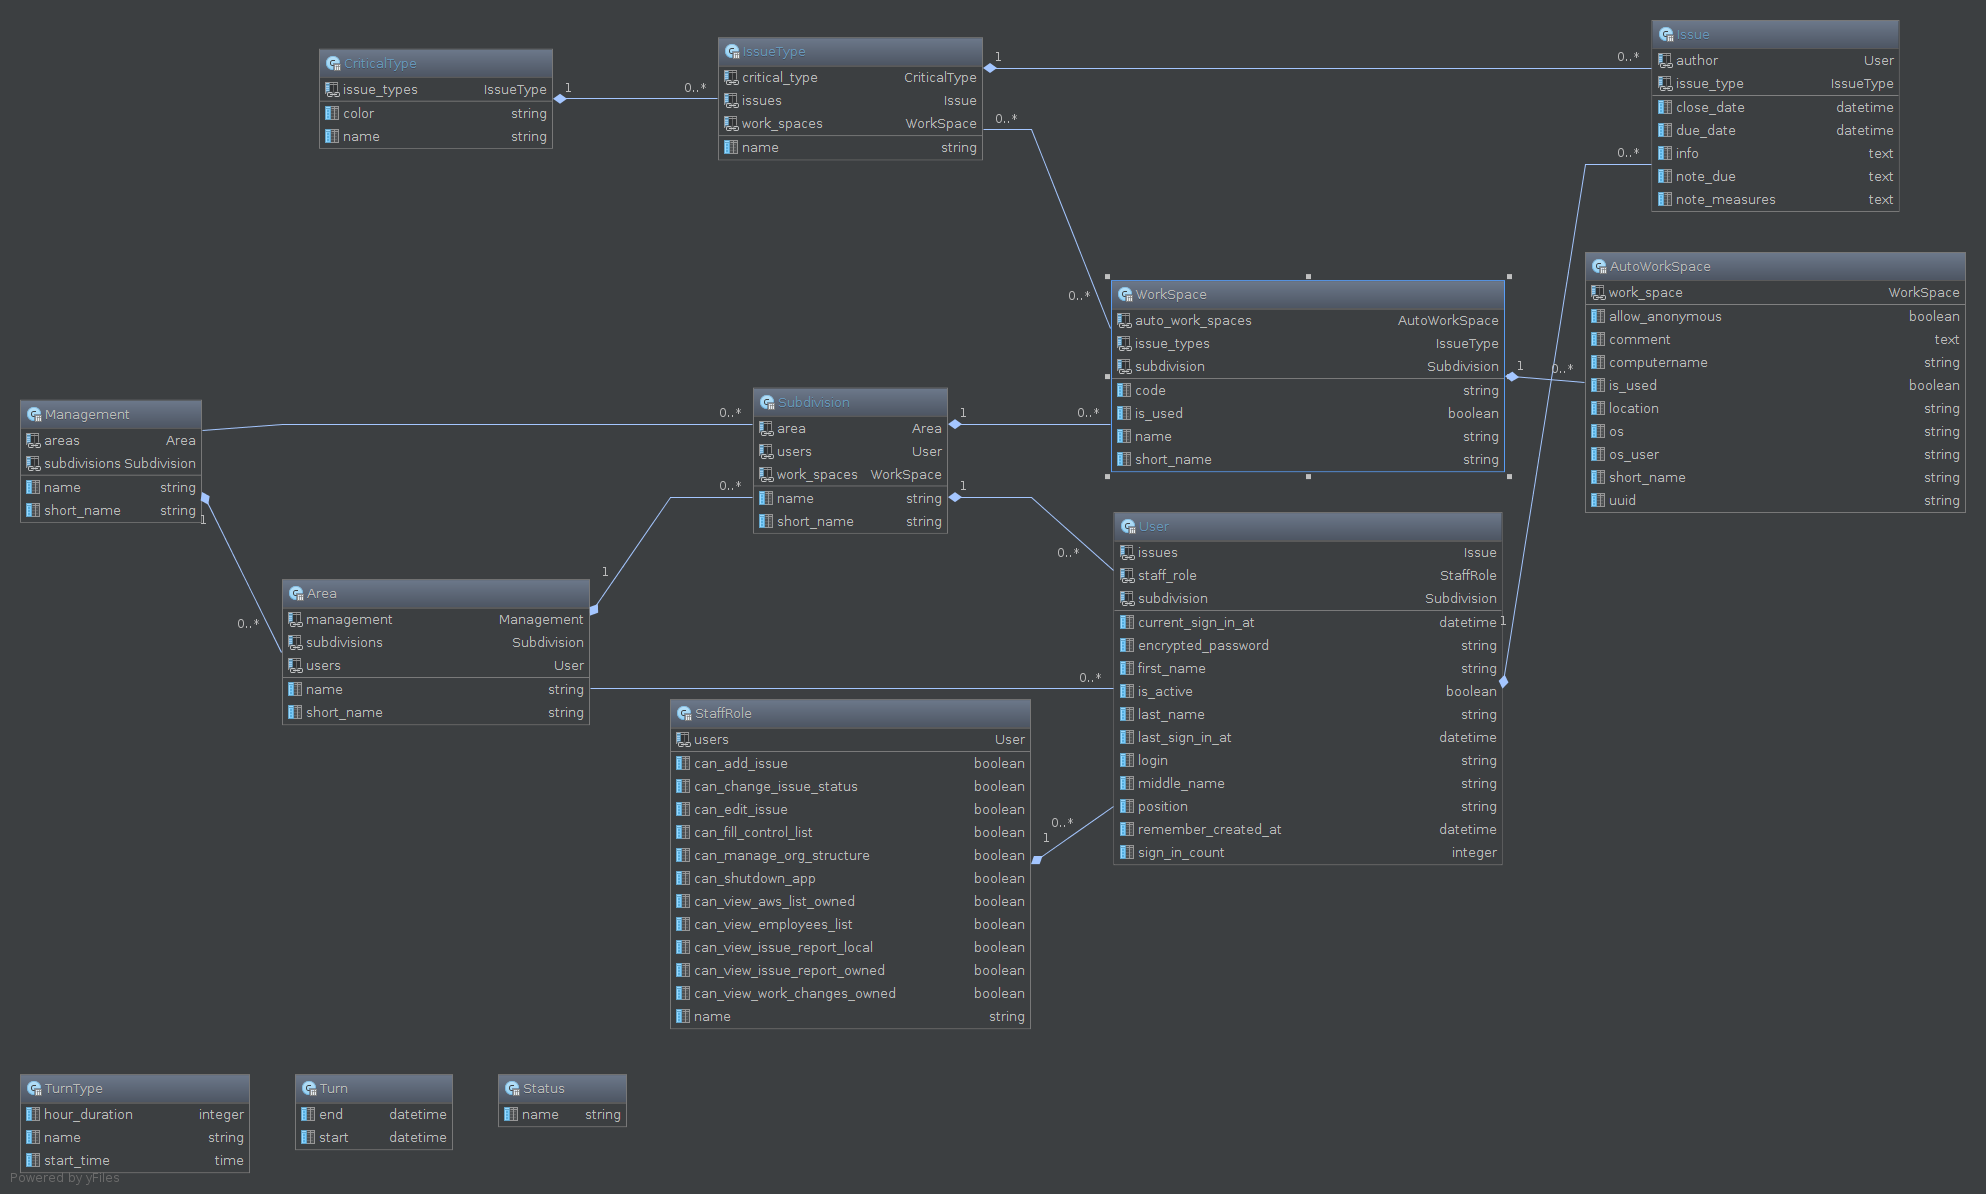 CriticalType
issue_types IssueType
color string
name string
1
0..*
IssueType
critical_type CriticalType
issues Issue
work_spaces WorkSpace
name string
1
0..*
0..*
Issue
author User
issue_type IssueType
close_date datetime
due_date datetime
info text
note_due text
note_measures text
0..*
0..*
WorkSpace
auto_work_spaces AutoWorkSpace
issue_types IssueType
subdivision Subdivision
code string
is_used boolean
name string
short_name string
1
0..*
AutoWorkSpace
work_space WorkSpace
allow_anonymous boolean
comment text
computername string
is_used boolean
location string
os string
os_user string
short_name string
uuid string
Management
areas Area
subdivisions Subdivision
name string
short_name string
1
0..*
0..*
Subdivision
area Area
users User
work_spaces WorkSpace
name string
short_name string
1
0..*
0..*
1
0..*
1
Area
management Management
subdivisions Subdivision
users User
name string
short_name string
0..*
User
issues Issue
staff_role StaffRole
subdivision Subdivision
current_sign_in_at datetime
encrypted_password string
first_name string
is_active boolean
last_name string
last_sign_in_at datetime
login string
middle_name string
position string
remember_created_at datetime
sign_in_count integer
1
StaffRole
users User
can_add_issue boolean
can_change_issue_status boolean
can_edit_issue boolean
can_fill_control_list boolean
can_manage_org_structure boolean
can_shutdown_app boolean
can_view_aws_list_owned boolean
can_view_employees_list boolean
can_view_issue_report_local boolean
can_view_issue_report_owned boolean
can_view_work_changes_owned boolean
name string
0..*
1
TurnType
hour_duration integer
name string
start_time time
Turn
end datetime
start datetime
Status
name string
Powered by yFiles